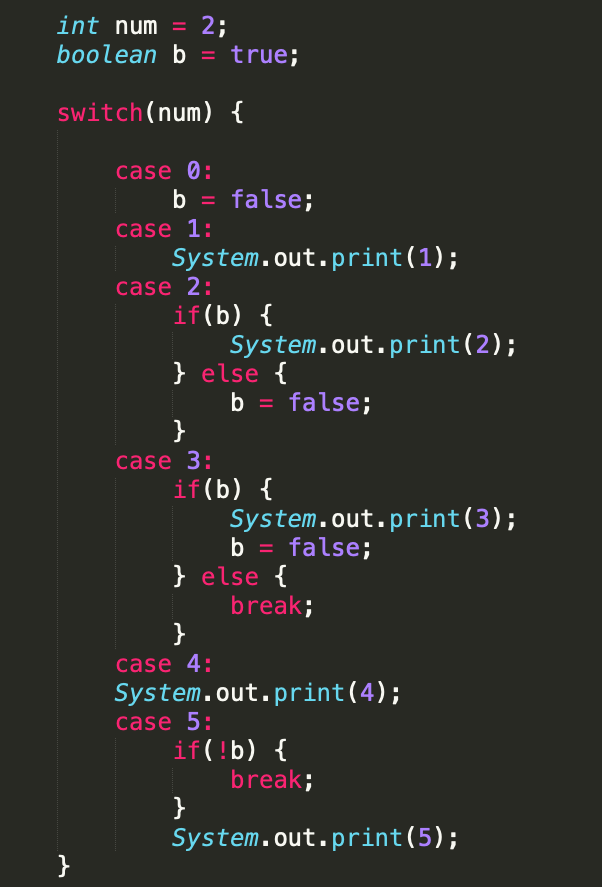 int num = 2;
boolean b = true;
switch(num) {
case 0:
b = false;
case 1:
System.out.print(1);
case 2:
if(b) {
System.out.print(2);
} else {
b = false;
}
case 3:
if(b) {
System.out.print(3);
b = false;
} else {
break;
}
case 4:
System.out.print(4);
case 5:
if(!b) {
break;
}
System.out.print(5);
}